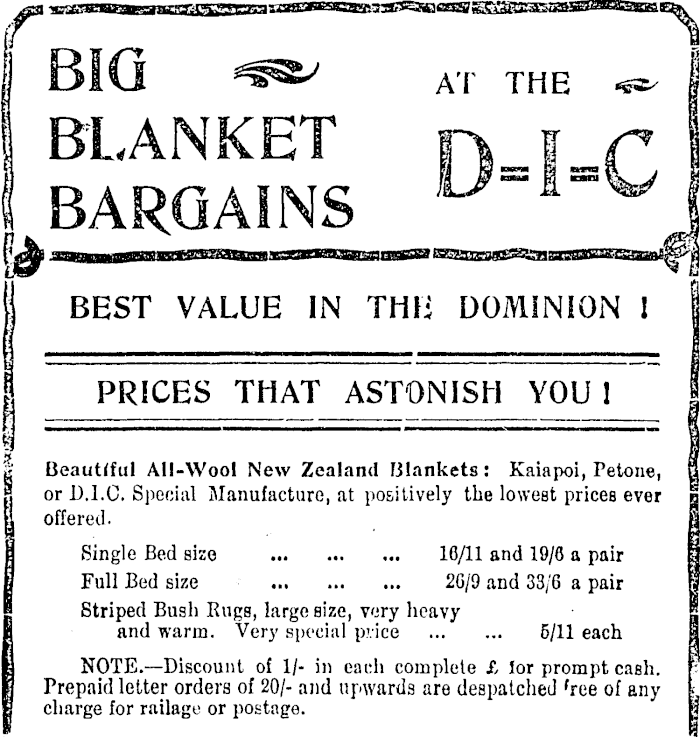 BIG
BLANKET
BARGAINS
AT THE
D=I=C
BEST VALUE IN THE DOMINION!
PRICES THAT ASTONISH YOU!
Beautiful All-Wool New Zealand Blankets: Kaiapoi, Petone,
or D.I.C. Special Manufacture, at positively the lowest prices ever
offered.
Single Bed size ... ... ... 16/11 and 19/6 a pair
Full Bed size ... ... ... 26/9 and 33/6 a pair
Striped Bush Rugs, large size, very heavy
and warm. Very special price ... ... 5/11 each
NOTE.—Discount of 1/- in each complete £ for prompt cash.
Prepaid letter orders of 20/- and upwards are despatched free of any
charge for railage or postage.